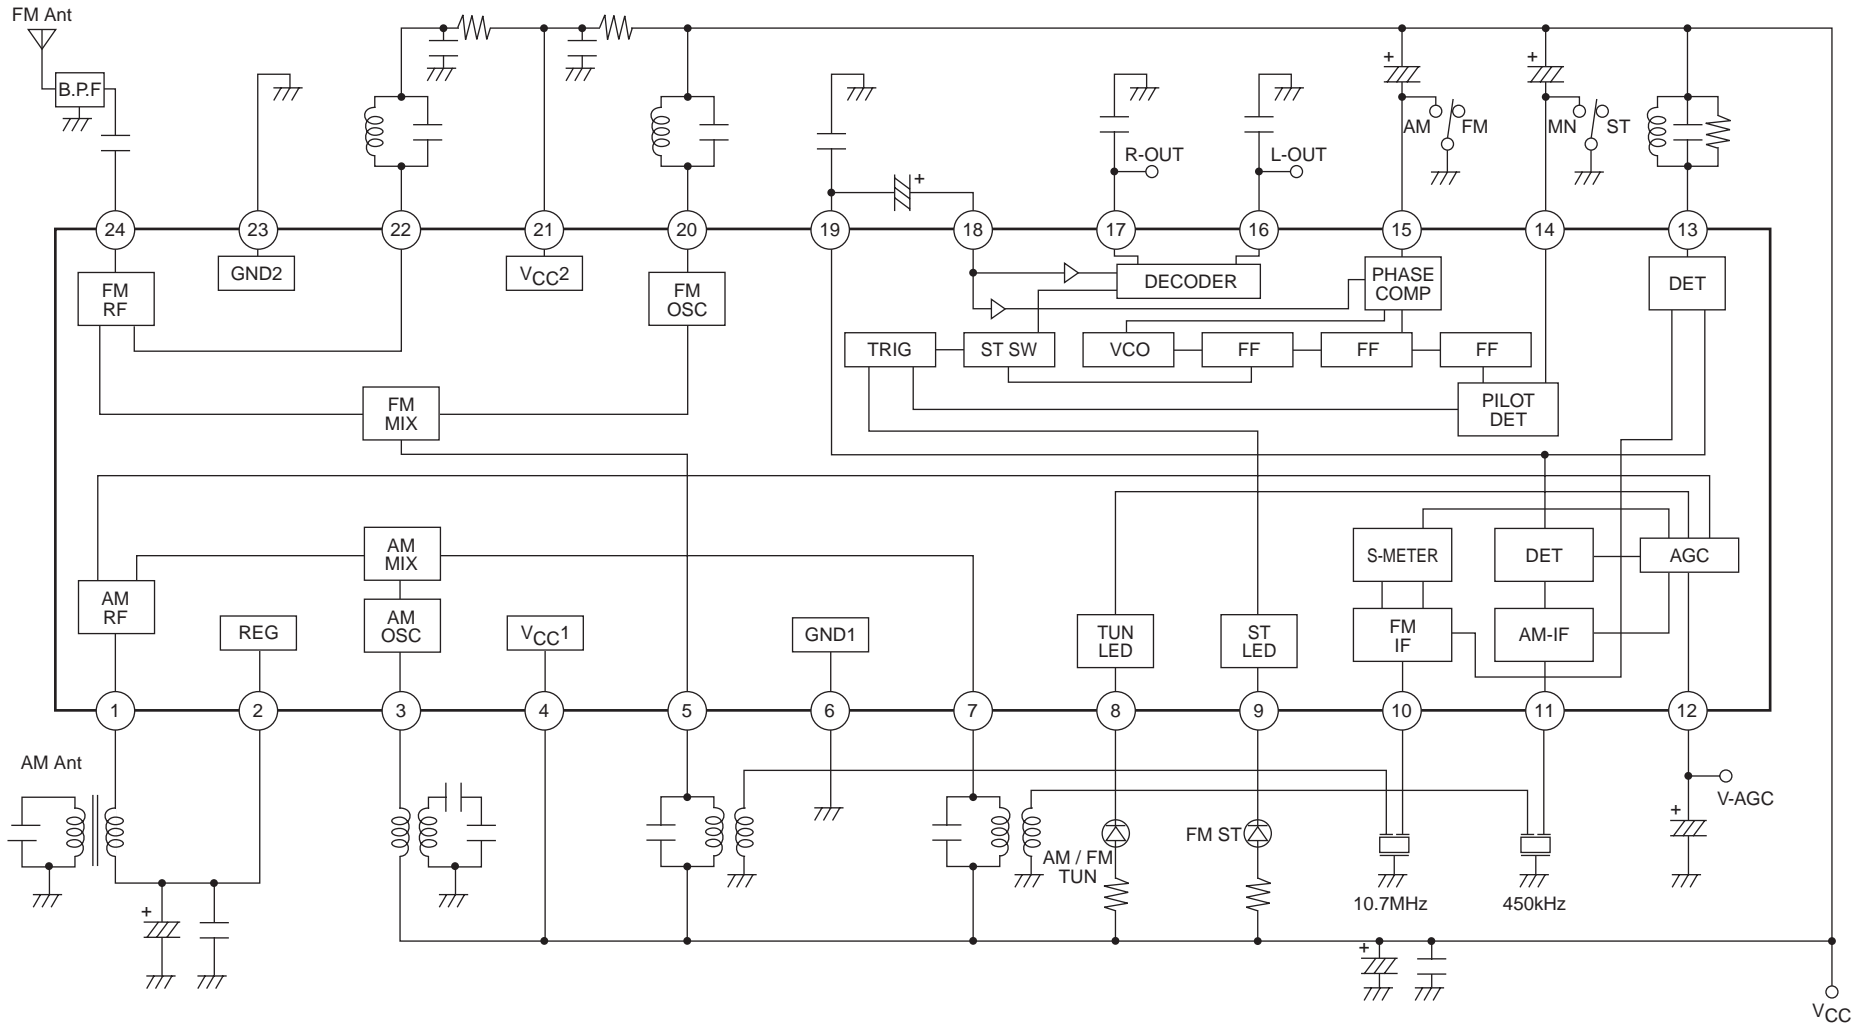 FM Ant
B.P.F
+
+
AM
FM
MN
ST
R-OUT
L-OUT
+
24
23
22
21
20
19
18
17
16
15
14
13
FM
RF
GND2
VCC2
FM
OSC
DECODER
PHASE
COMP
DET
TRIG
ST SW
VCO
FF
FF
FF
FM
MIX
PILOT
DET
AM
MIX
S-METER
DET
AGC
AM
RF
REG
AM
OSC
VCC1
GND1
TUN
LED
ST
LED
FM
IF
AM-IF
1
2
3
4
5
6
7
8
9
10
11
12
AM Ant
V-AGC
+
FM ST
AM / FM
TUN
10.7MHz
450kHz
+
+
VCC